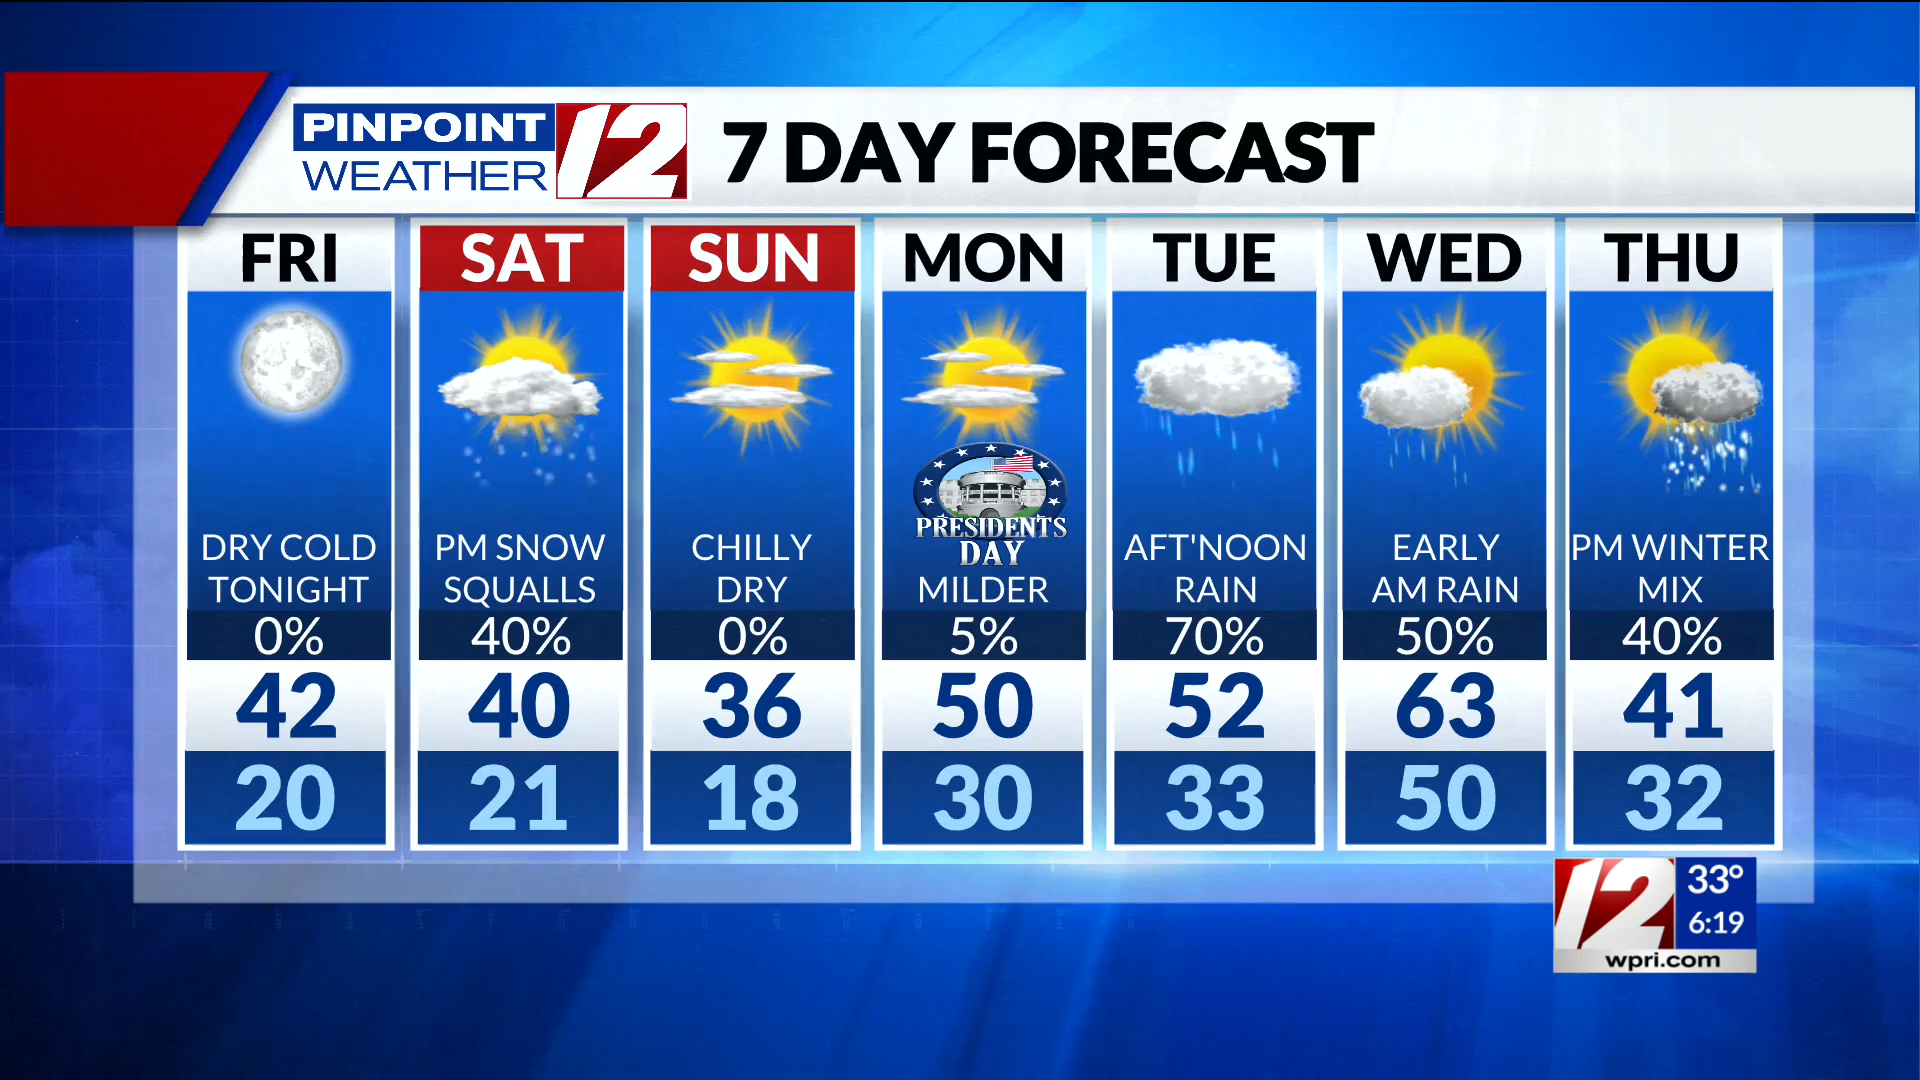 PINPOINT
WEATHER
12
7 DAY FORECAST
FRI
DRY COLD
TONIGHT
0%
42
20
SAT
PM SNOW
SQUALLS
40%
40
21
SUN
CHILLY
DRY
0%
36
18
MON
PRESIDENTS
DAY
MILDER
5%
50
30
TUE
AFT'NOON
RAIN
70%
52
33
WED
EARLY
AM RAIN
50%
63
50
THU
PM WINTER
MIX
40%
41
32
12
33°
6:19
wpri.com